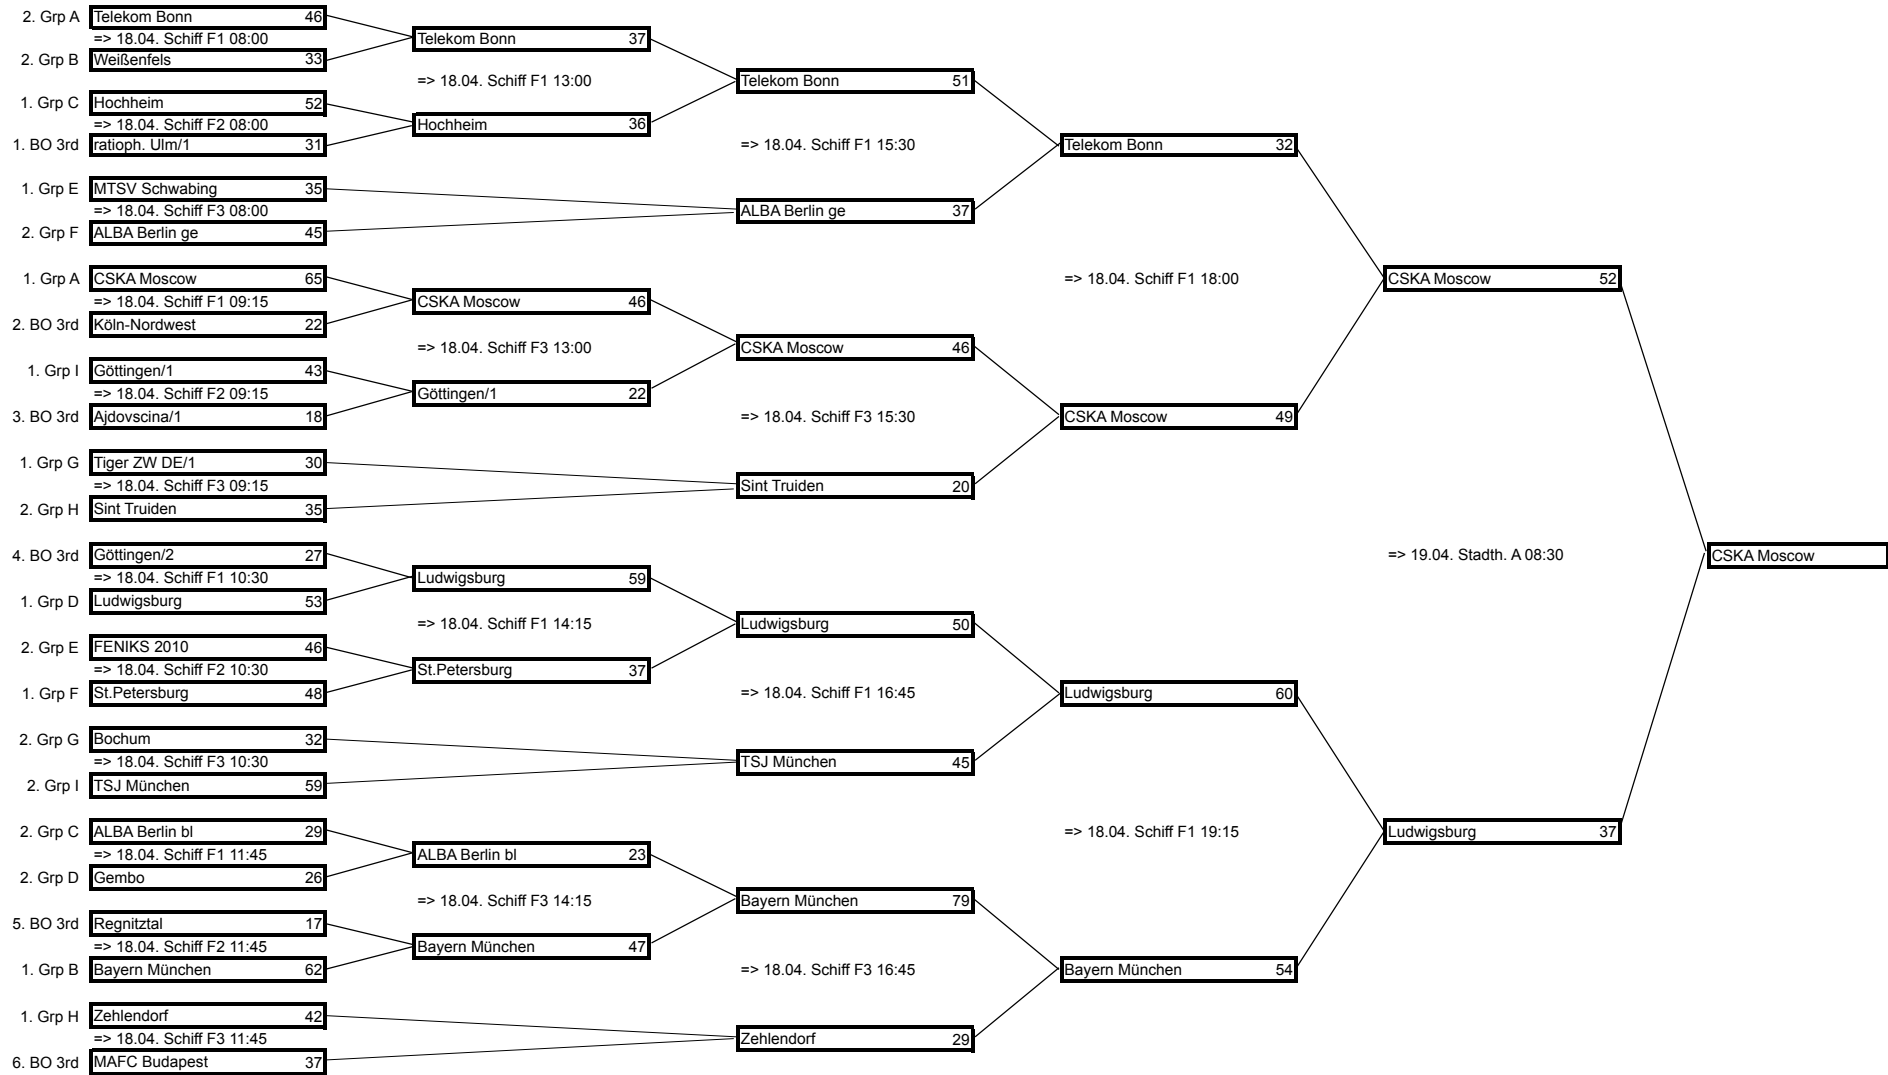 2. Grp A Telekom Bonn 46
=> 18.04. Schiff F1 08:00
2. Grp B Weißenfels 33
Telekom Bonn 37
=> 18.04. Schiff F1 13:00
1. Grp C Hochheim 52
=> 18.04. Schiff F2 08:00
1. BO 3rd ratioph. Ulm/1 31
Hochheim 36
Telekom Bonn 51
=> 18.04. Schiff F1 15:30
1. Grp E MTSV Schwabing 35
=> 18.04. Schiff F3 08:00
2. Grp F ALBA Berlin ge 45
ALBA Berlin ge 37
Telekom Bonn 32
=> 18.04. Schiff F1 18:00
1. Grp A CSKA Moscow 65
=> 18.04. Schiff F1 09:15
2. BO 3rd Köln-Nordwest 22
CSKA Moscow 46
=> 18.04. Schiff F3 13:00
1. Grp I Göttingen/1 43
=> 18.04. Schiff F2 09:15
3. BO 3rd Ajdovscina/1 18
Göttingen/1 22
CSKA Moscow 46
=> 18.04. Schiff F3 15:30
1. Grp G Tiger ZW DE/1 30
=> 18.04. Schiff F3 09:15
2. Grp H Sint Truiden 35
Sint Truiden 20
CSKA Moscow 49
CSKA Moscow 52
=> 19.04. Stadth. A 08:30
CSKA Moscow
4. BO 3rd Göttingen/2 27
=> 18.04. Schiff F1 10:30
1. Grp D Ludwigsburg 53
Ludwigsburg 59
=> 18.04. Schiff F1 14:15
2. Grp E FENIKS 2010 46
=> 18.04. Schiff F2 10:30
1. Grp F St.Petersburg 48
St.Petersburg 37
Ludwigsburg 50
=> 18.04. Schiff F1 16:45
2. Grp G Bochum 32
=> 18.04. Schiff F3 10:30
2. Grp I TSJ München 59
TSJ München 45
Ludwigsburg 60
=> 18.04. Schiff F1 19:15
Ludwigsburg 37
2. Grp C ALBA Berlin bl 29
=> 18.04. Schiff F1 11:45
2. Grp D Gembo 26
ALBA Berlin bl 23
=> 18.04. Schiff F3 14:15
5. BO 3rd Regnitztal 17
=> 18.04. Schiff F2 11:45
1. Grp B Bayern München 62
Bayern München 47
Bayern München 79
=> 18.04. Schiff F3 16:45
Bayern München 54
1. Grp H Zehlendorf 42
=> 18.04. Schiff F3 11:45
6. BO 3rd MAFC Budapest 37
Zehlendorf 29